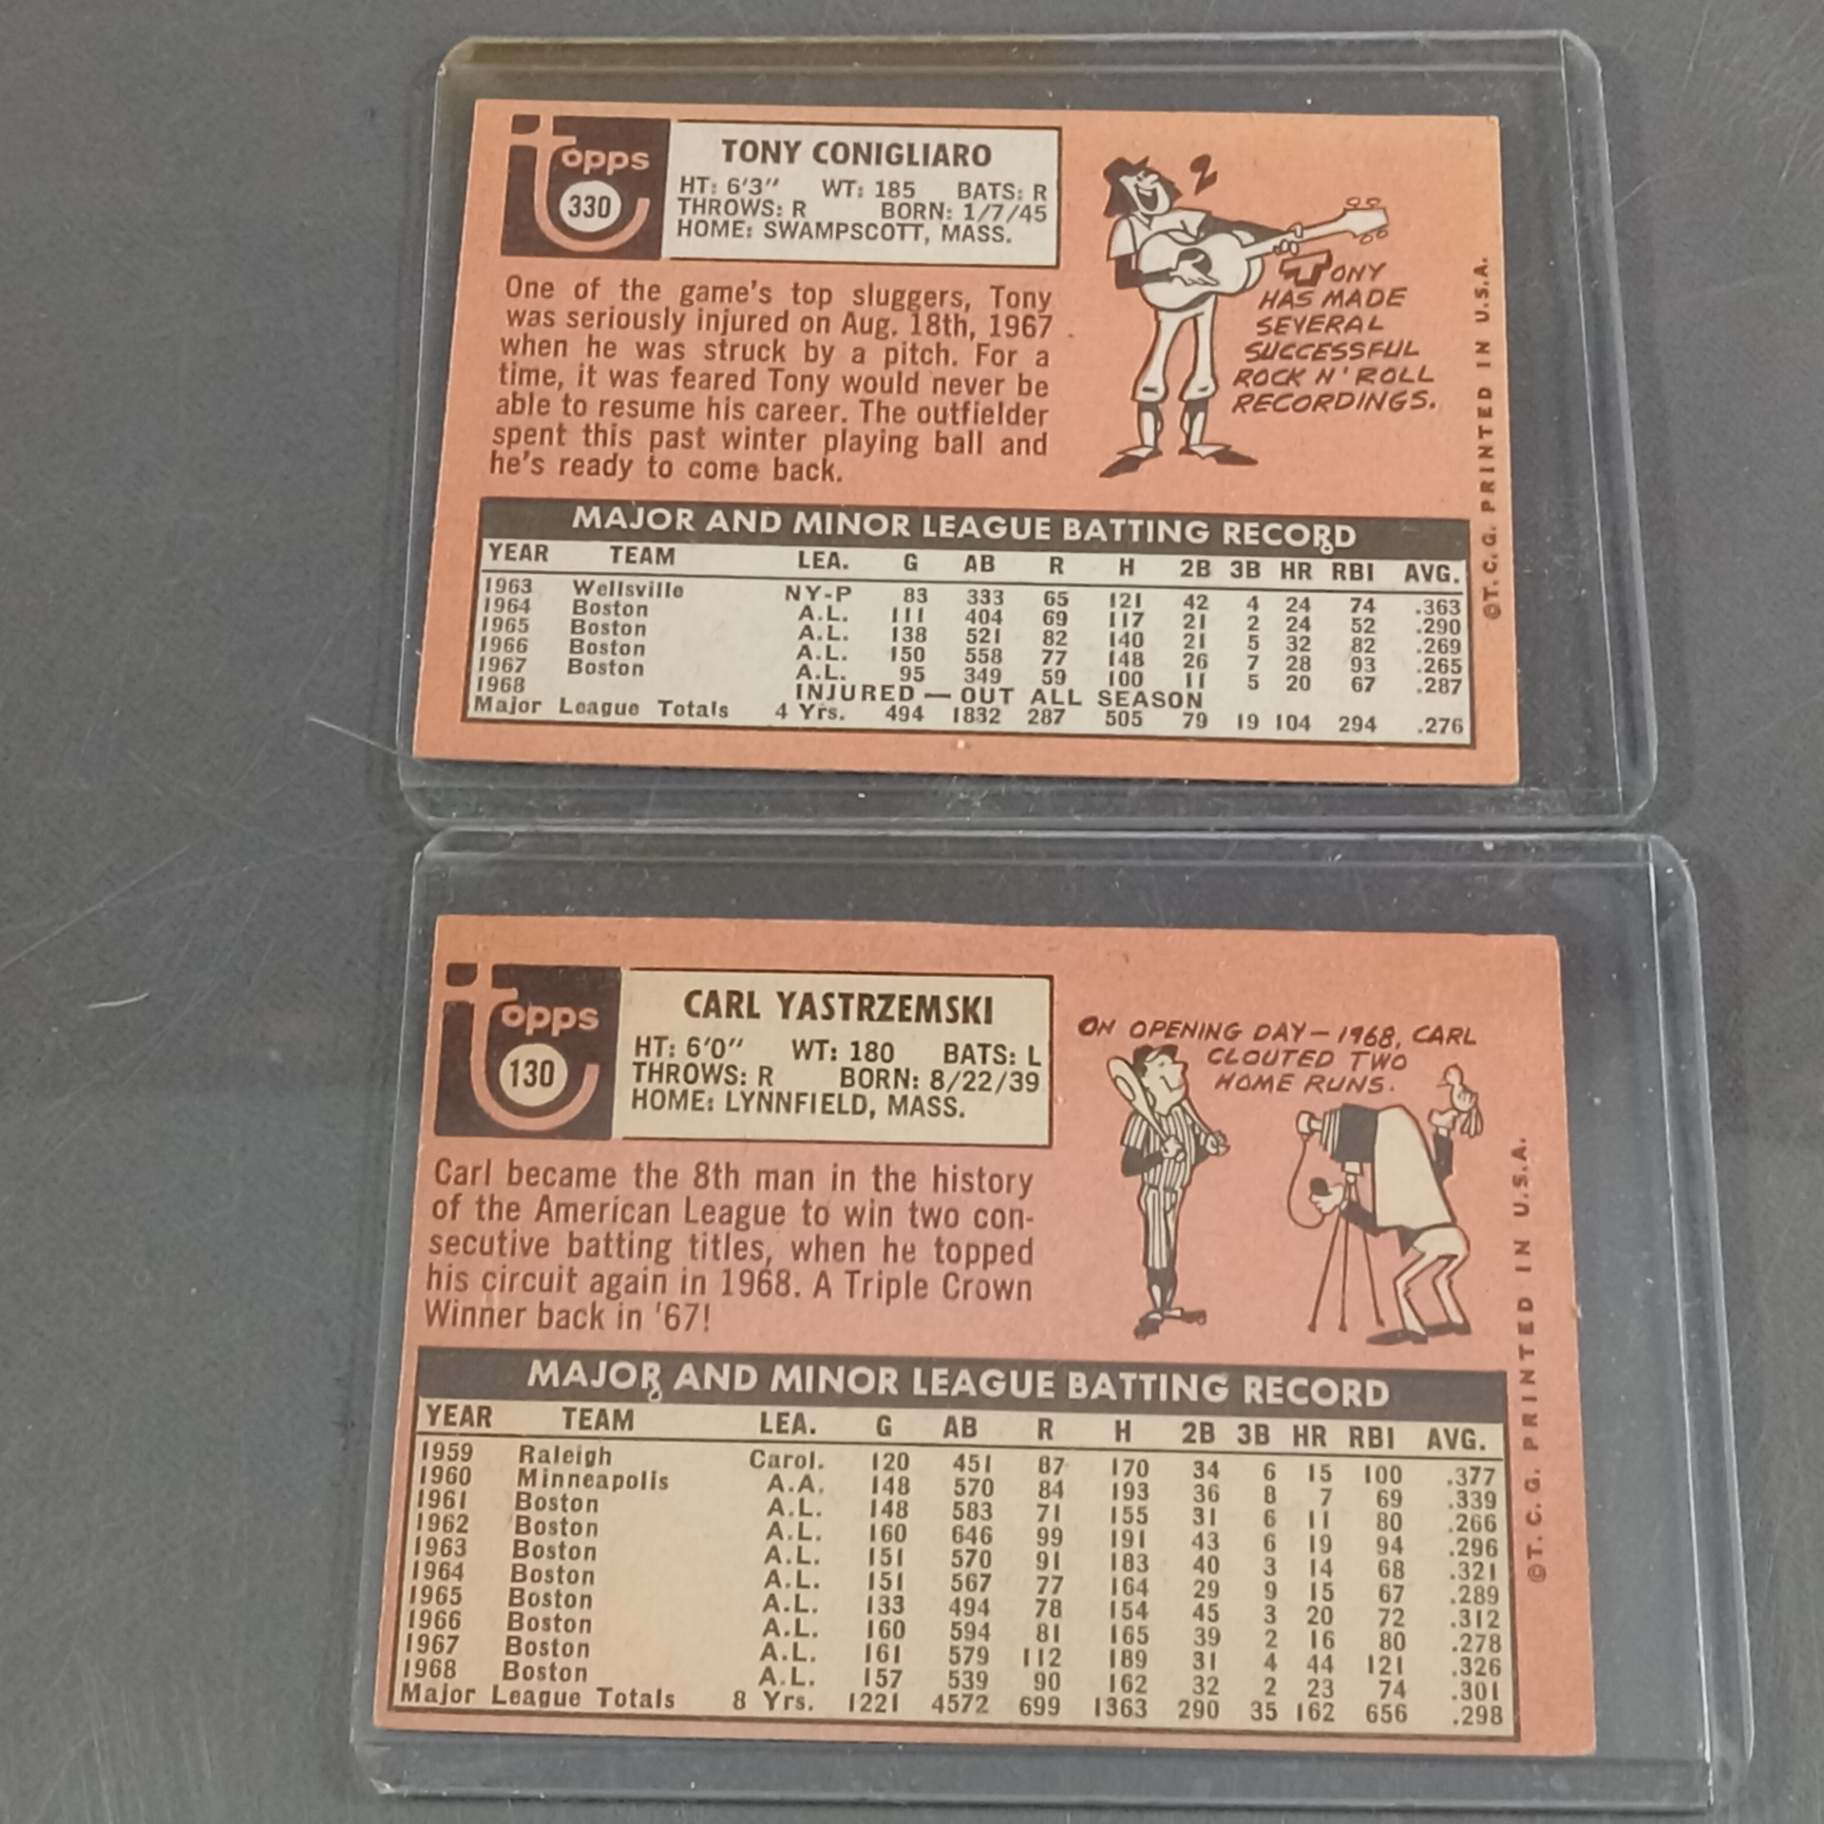 Topps
330
TONY CONIGLIARO
HT: 6'3" WT: 185 BATS: R
THROWS: R BORN: 1/7/45
HOME: SWAMPSCOTT, MASS.
One of the game's top sluggers, Tony
was seriously injured on Aug. 18th, 1967
when he was struck by a pitch. For a
time, it was feared Tony would never be
able to resume his career. The outfielder
spent this past winter playing ball and
he's ready to come back.
TONY
HAS MADE
SEVERAL
SUCCESSFUL
ROCK N' ROLL
RECORDINGS.
©T. C. G. PRINTED IN U.S.A.
MAJOR AND MINOR LEAGUE BATTING RECORD
YEAR TEAM LEA. G AB R H 2B 3B HR RBI AVG.
1963 Wellsville NY-P 83 333 65 121 42 4 24 74 .363
1964 Boston A.L. 111 404 69 117 21 2 24 52 .290
1965 Boston A.L. 138 521 82 140 21 5 32 82 .269
1966 Boston A.L. 150 558 77 148 26 7 28 93 .265
1967 Boston A.L. 95 349 59 100 11 5 20 67 .287
1968 INJURED — OUT ALL SEASON
Major League Totals 4 Yrs. 494 1832 287 505 79 19 104 294 .276
Topps
130
CARL YASTRZEMSKI
HT: 6'0" WT: 180 BATS: L
THROWS: R BORN: 8/22/39
HOME: LYNNFIELD, MASS.
Carl became the 8th man in the history
of the American League to win two con-
secutive batting titles, when he topped
his circuit again in 1968. A Triple Crown
Winner back in '67!
ON OPENING DAY—1968, CARL
CLOUTED TWO
HOME RUNS.
©T. C. G. PRINTED IN U.S.A.
MAJOR AND MINOR LEAGUE BATTING RECORD
YEAR TEAM LEA. G AB R H 2B 3B HR RBI AVG.
1959 Raleigh Carol. 120 451 87 170 34 6 15 100 .377
1960 Minneapolis A.A. 148 570 84 193 36 8 7 69 .339
1961 Boston A.L. 148 583 71 155 31 6 11 80 .266
1962 Boston A.L. 160 646 99 191 43 6 19 94 .296
1963 Boston A.L. 151 570 91 183 40 3 14 68 .321
1964 Boston A.L. 151 567 77 164 29 9 15 67 .289
1965 Boston A.L. 133 494 78 154 45 3 20 72 .312
1966 Boston A.L. 160 594 81 165 39 2 16 80 .278
1967 Boston A.L. 161 579 112 189 31 4 44 121 .326
1968 Boston A.L. 157 539 90 162 32 2 23 74 .301
Major League Totals 8 Yrs. 1221 4572 699 1363 290 35 162 656 .298